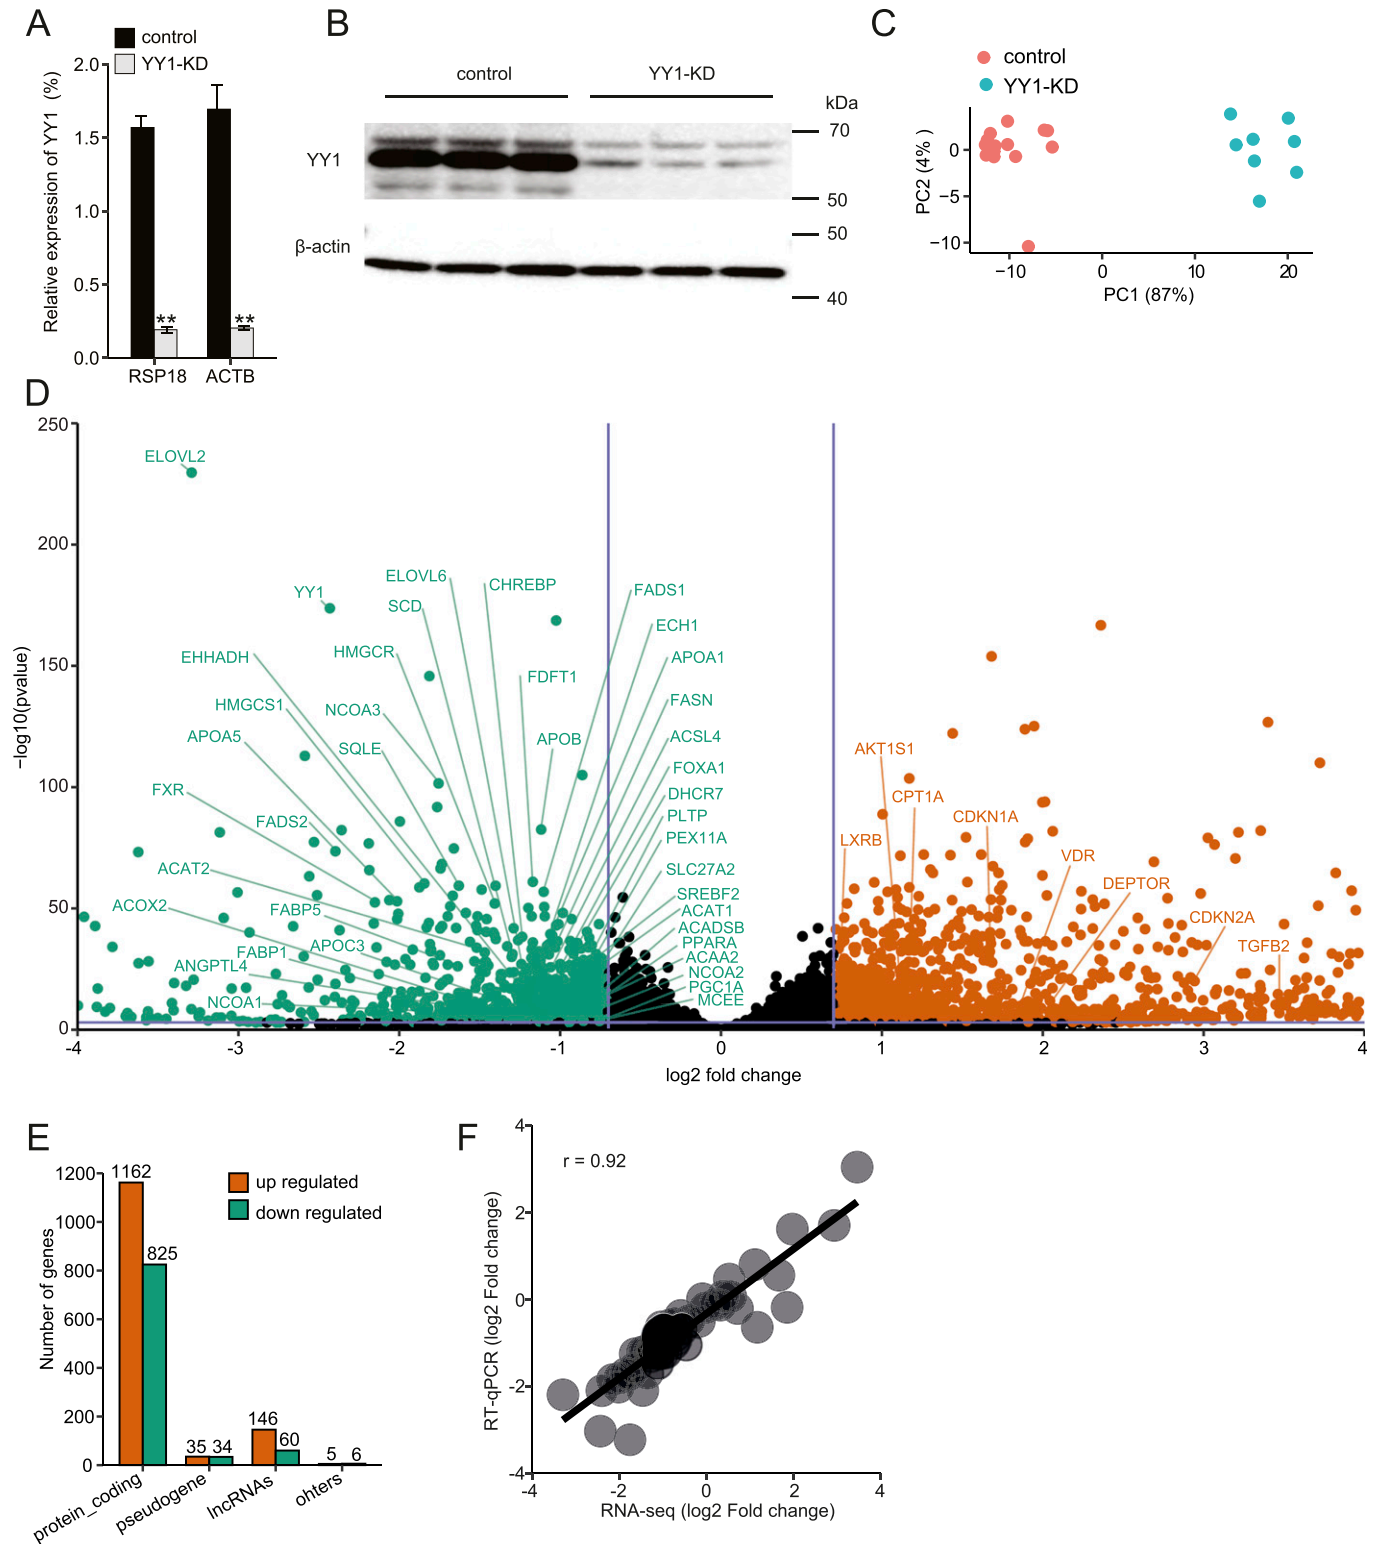 A
control
YY1-KD
Relative expression of YY1 (%)
2.0
1.5
1.0
0.5
0.0
** **
RSP18 ACTB
B
control YY1-KD
kDa
YY1
70
50
β-actin
50
40
C
control
YY1-KD
PC2 (4% )
0
−5
−10
−10 0 10 20
PC1 (87%)
D
−log10(pvalue)
250
200
150
100
50
0
ELOVL2
YY1
ELOVL6
SCD
CHREBP
FADS1
ECH1
EHHADH
HMGCR
FDFT1
APOA1
HMGCS1
NCOA3
FASN
APOA5
SQLE
APOB
ACSL4
FXR
FOXA1
DHCR7
FADS2
PLTP
PEX11A
ACAT2
SLC27A2
ACOX2
FABP5
SREBF2
ACAT1
ACADSB
FABP1
APOC3
PPARA
ANGPTL4
ACAA2
NCOA2
NCOA1
PGC1A
MCEE
AKT1S1
CPT1A
CDKN1A
LXRB
VDR
DEPTOR
CDKN2A
TGFB2
-4 -3 -2 -1 0 1 2 3 4
log2 fold change
E
up regulated
down regulated
Number of genes
1200
1000
800
600
400
200
0
1162
825
35 34
146
60
5 6
protein_coding
pseudogene
lncRNAs
ohters
F
r = 0.92
RT-qPCR (log2 Fold change)
4
2
0
-2
-4
-4 -2 0 2 4
RNA-seq (log2 Fold change)